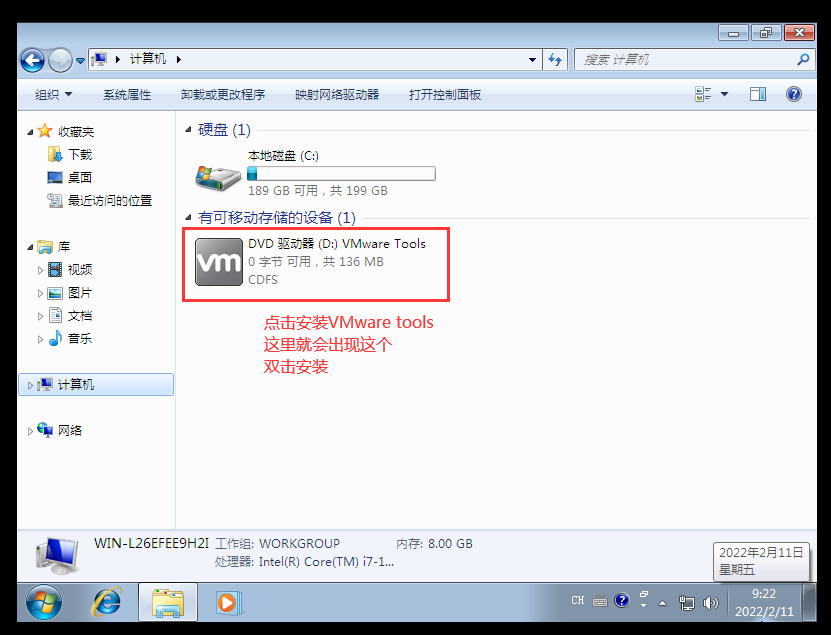 计算机
搜索 计算机
组织
系统属性
卸载或更改程序
映射网络驱动器
打开控制面板
收藏夹
下载
桌面
最近访问的位置
库
视频
图片
文档
音乐
计算机
网络
硬盘 (1)
本地磁盘 (C:)
189 GB 可用，共 199 GB
有可移动存储的设备 (1)
vm
DVD 驱动器 (D:) VMware Tools
0 字节 可用，共 136 MB
CDFS
点击安装VMware tools
这里就会出现这个
双击安装
WIN-L26EFEE9H2I 工作组: WORKGROUP 内存: 8.00 GB
处理器: Intel(R) Core(TM) i7-1...
2022年2月11日
星期五
CH
9:22
2022/2/11